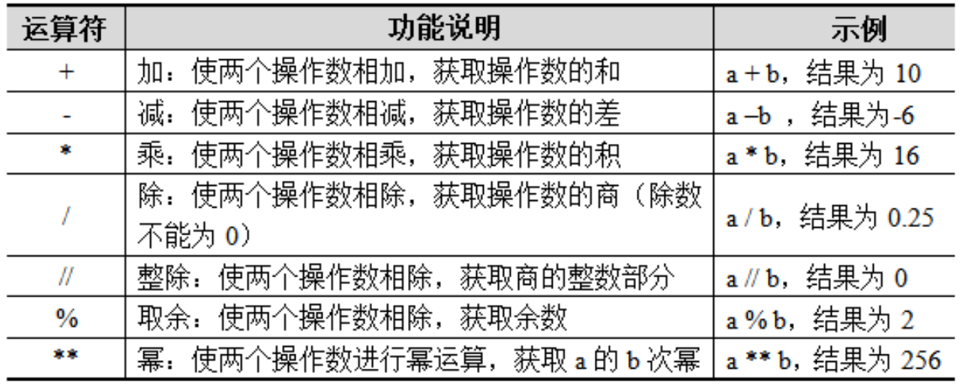 运算符 功能说明 示例
+ 加：使两个操作数相加，获取操作数的和 a + b，结果为 10
- 减：使两个操作数相减，获取操作数的差 a –b ，结果为-6
* 乘：使两个操作数相乘，获取操作数的积 a * b，结果为 16
/ 除：使两个操作数相除，获取操作数的商（除数 a / b，结果为 0.25
不能为 0）
// 整除：使两个操作数相除，获取商的整数部分 a // b，结果为 0
% 取余：使两个操作数相除，获取余数 a % b，结果为 2
** 幂：使两个操作数进行幂运算，获取 a 的 b 次幂 a ** b，结果为 256